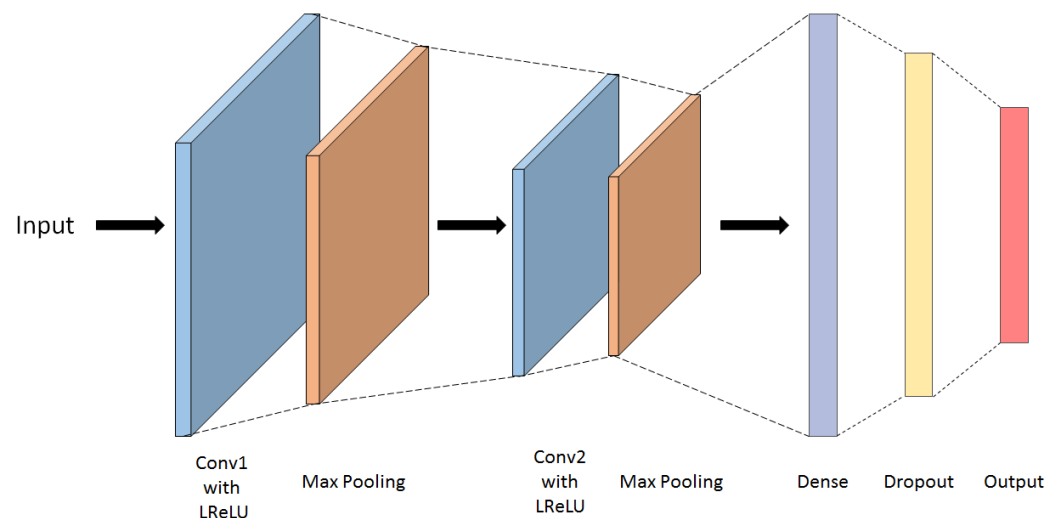 Input
Conv1
with
LReLU
Max Pooling
Conv2
with
LReLU
Max Pooling
Dense
Dropout
Output